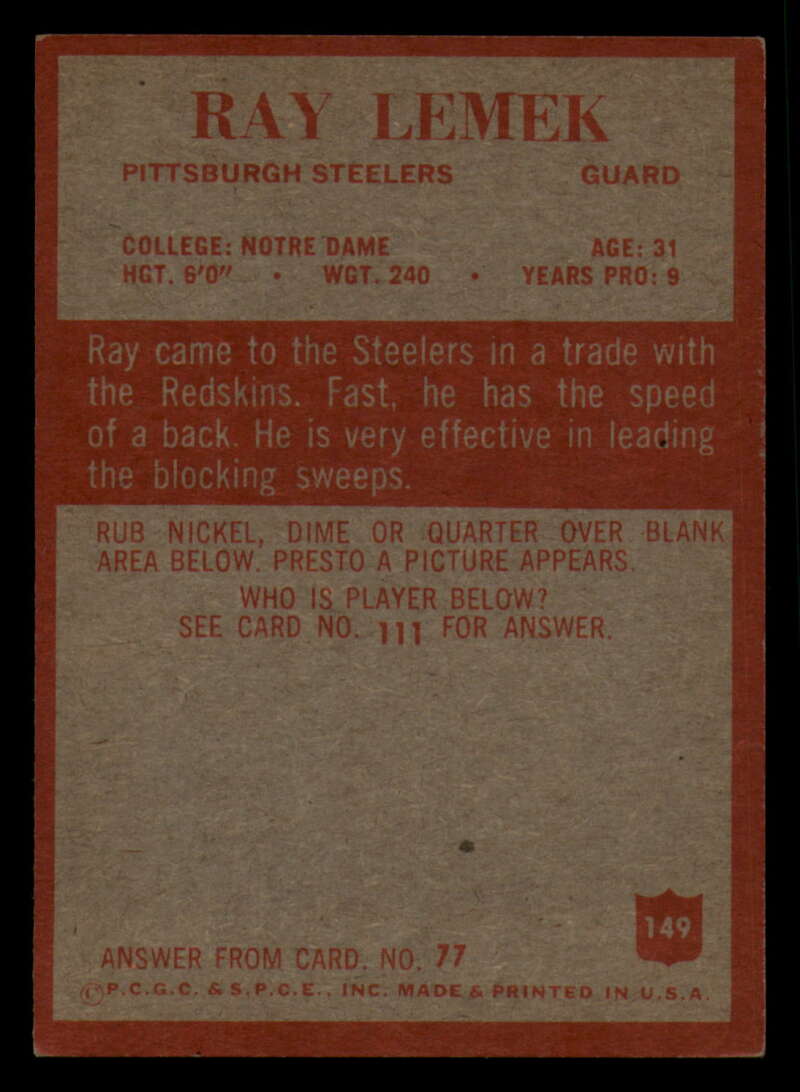 RAY LEMEK
PITTSBURGH STEELERS GUARD
COLLEGE: NOTRE DAME AGE: 31
HGT. 6'0" • WGT. 240 • YEARS PRO: 9
Ray came to the Steelers in a trade with
the Redskins. Fast, he has the speed
of a back. He is very effective in leading
the blocking sweeps.
RUB NICKEL, DIME OR QUARTER OVER BLANK
AREA BELOW. PRESTO A PICTURE APPEARS.
WHO IS PLAYER BELOW?
SEE CARD NO. 111 FOR ANSWER.
149
ANSWER FROM CARD. NO. 77
©P.C.G.C. & S.P.C.E., INC. MADE & PRINTED IN U.S.A.